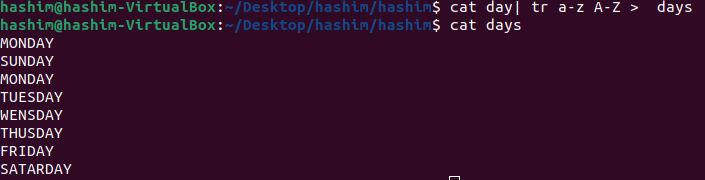 hashim@hashim-VirtualBox:~/Desktop/hashim/hashim$ cat day| tr a-z A-Z >  days
hashim@hashim-VirtualBox:~/Desktop/hashim/hashim$ cat days
MONDAY
SUNDAY
MONDAY
TUESDAY
WENSDAY
THUSDAY
FRIDAY
SATARDAY